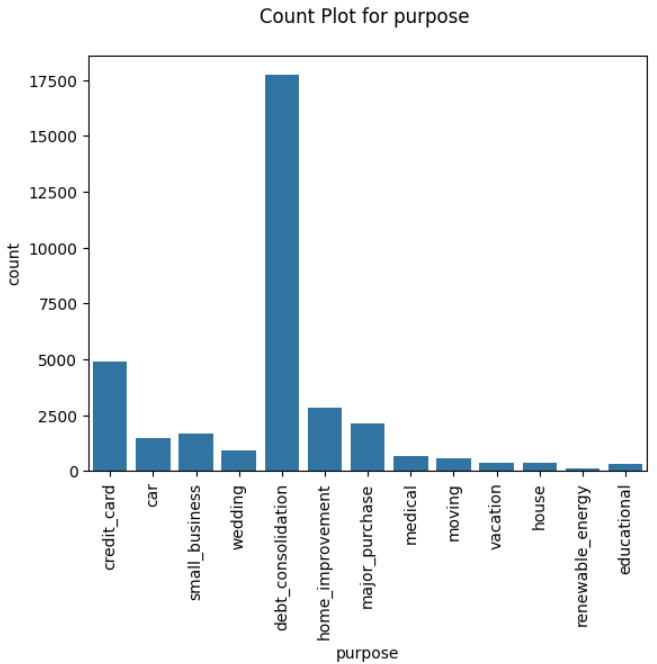 Count Plot for purpose
17500
15000
12500
10000
7500
5000
2500
0
count
credit_card
car
small_business
wedding
debt_consolidation
home_improvement
major_purchase
medical
moving
vacation
house
renewable_energy
educational
purpose